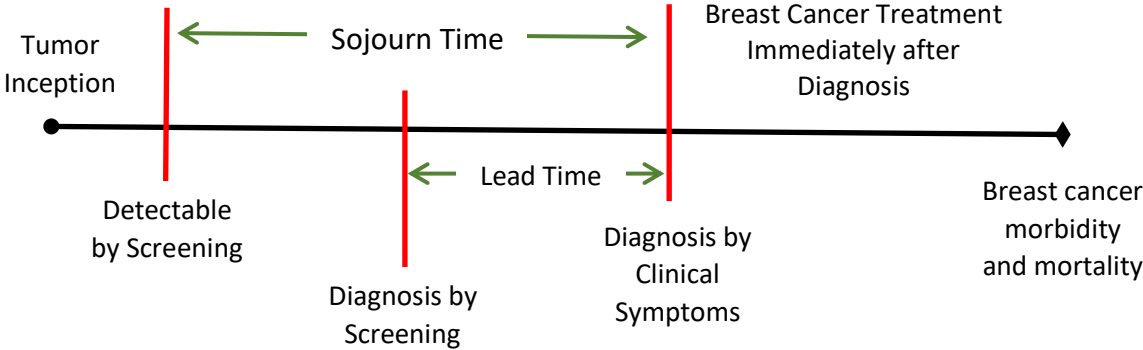 Tumor
Inception
Sojourn Time
Breast Cancer Treatment
Immediately after
Diagnosis
Lead Time
Detectable
by Screening
Diagnosis by
Screening
Diagnosis by
Clinical
Symptoms
Breast cancer
morbidity
and mortality